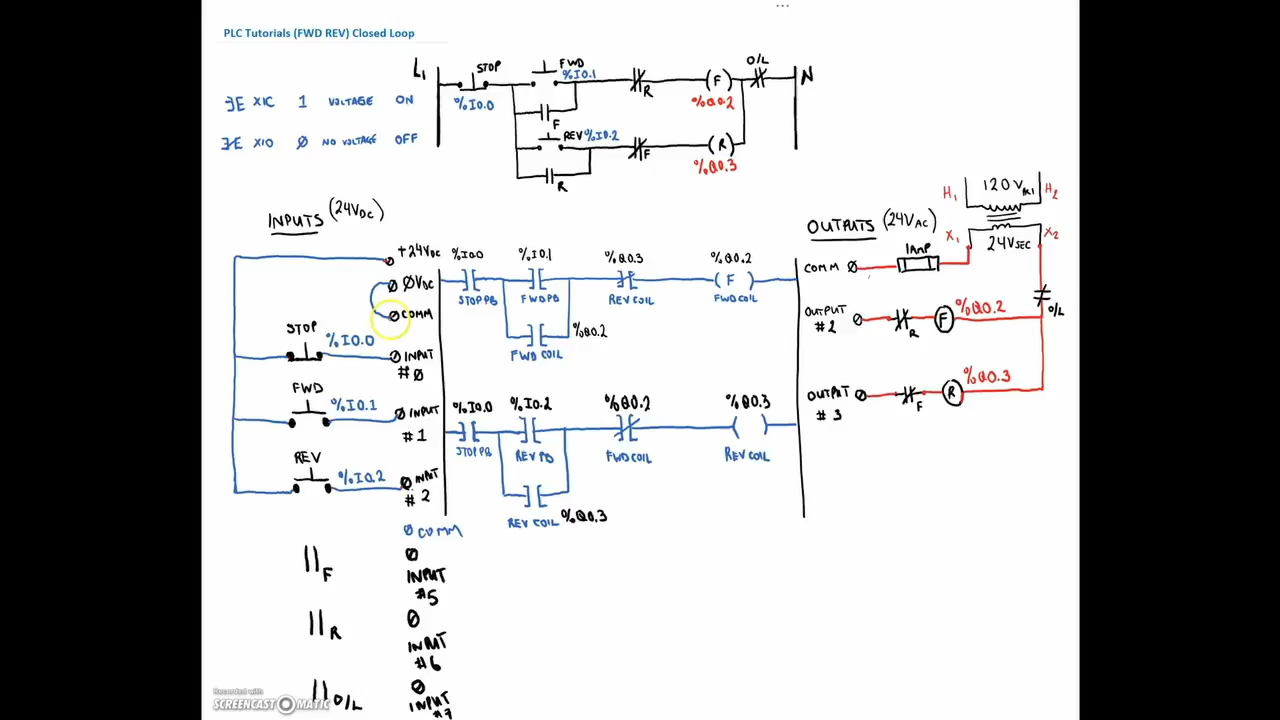 PLC Tutorials (FWD REV) Closed Loop
L1
STOP
%I0.0
FWD
%I0.1
F
R
(F)
%Q0.2
O/L
N
REV %I0.2
R
F
(R)
%Q0.3
XIC 1 VOLTAGE ON
XIO 0 NO VOLTAGE OFF
INPUTS (24VDC)
+24VDC
0VDC
COMM
STOP
%I0.0
INPUT
#0
FWD
%I0.1
INPUT
#1
REV
%I0.2
INPUT
#2
COMM
F
INPUT
#5
R
INPUT
#6
O/L
INPUT
#7
%I0.0
STOP PB
%I0.1
FWD PB
%Q0.3
REV COIL
%Q0.2
(F)
FWD COIL
%Q0.2
FWD COIL
%I0.0
STOP PB
%I0.2
REV PB
%Q0.2
FWD COIL
%Q0.3
REV COIL
REV COIL
%Q0.3
OUTPUTS (24VAC)
H1
120V
H2
X1
24VSEC
X2
1AMP
COMM
OUTPUT
#2
R
F
%Q0.2
O/L
OUTPUT
#3
F
R
%Q0.3
Recorded with
SCREENCAST O MATIC